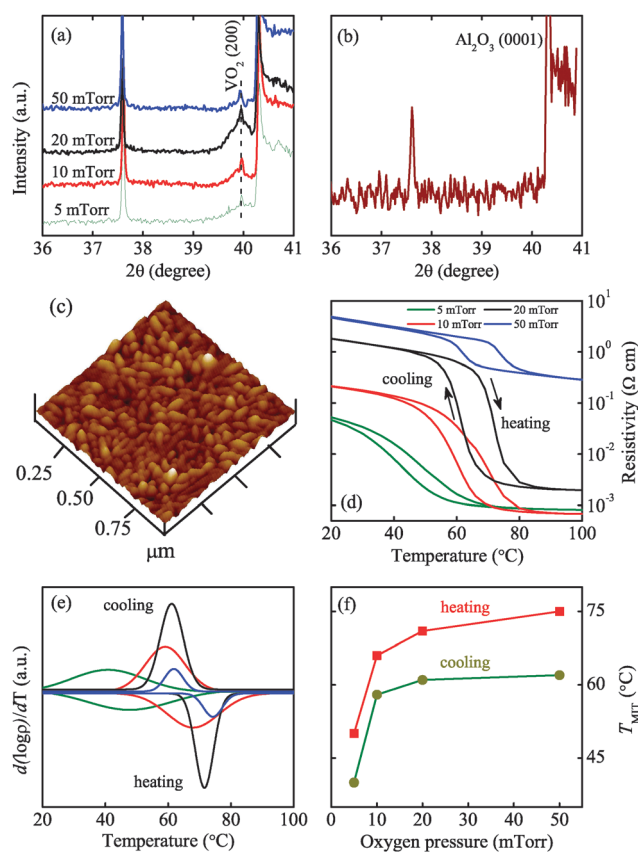 (a)
VO2 (200)
50 mTorr
20 mTorr
10 mTorr
5 mTorr
Intensity (a.u.)
36 37 38 39 40 41
2θ (degree)
(b)
Al2O3 (0001)
Intensity (a.u.)
36 37 38 39 40 41
2θ (degree)
(c)
0.25
0.50
0.75
μm
5 mTorr 20 mTorr
10 mTorr 50 mTorr
cooling
heating
(d)
10^1
10^0
10^-1
10^-2
10^-3
Resistivity (Ω cm)
20 40 60 80 100
Temperature (°C)
(e)
cooling
heating
d(logρ)/dT (a.u.)
20 40 60 80 100
Temperature (°C)
(f)
heating
cooling
75
60
45
TMIT (°C)
0 10 20 30 40 50
Oxygen pressure (mTorr)